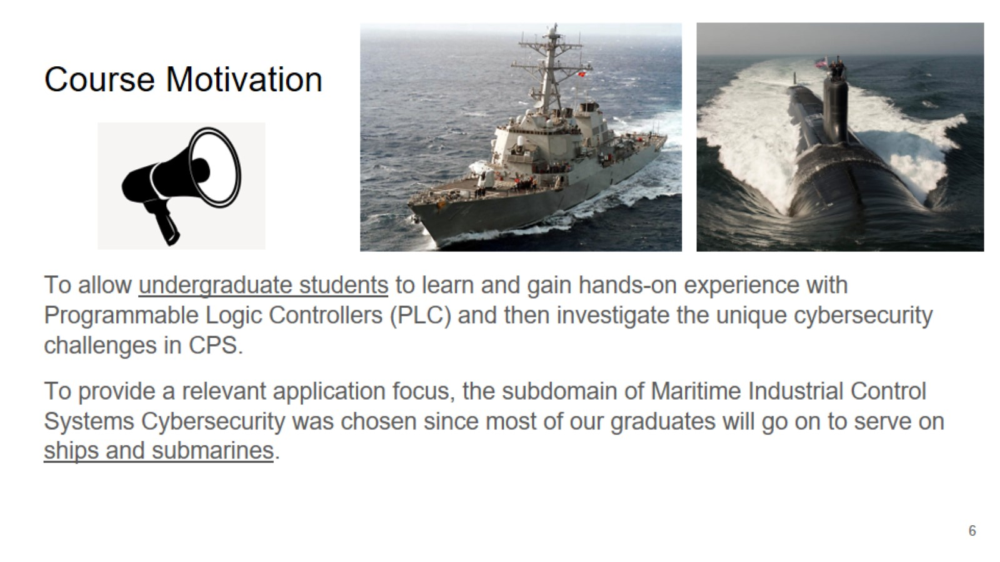 Course Motivation
To allow undergraduate students to learn and gain hands-on experience with
Programmable Logic Controllers (PLC) and then investigate the unique cybersecurity
challenges in CPS.
To provide a relevant application focus, the subdomain of Maritime Industrial Control
Systems Cybersecurity was chosen since most of our graduates will go on to serve on
ships and submarines.
6